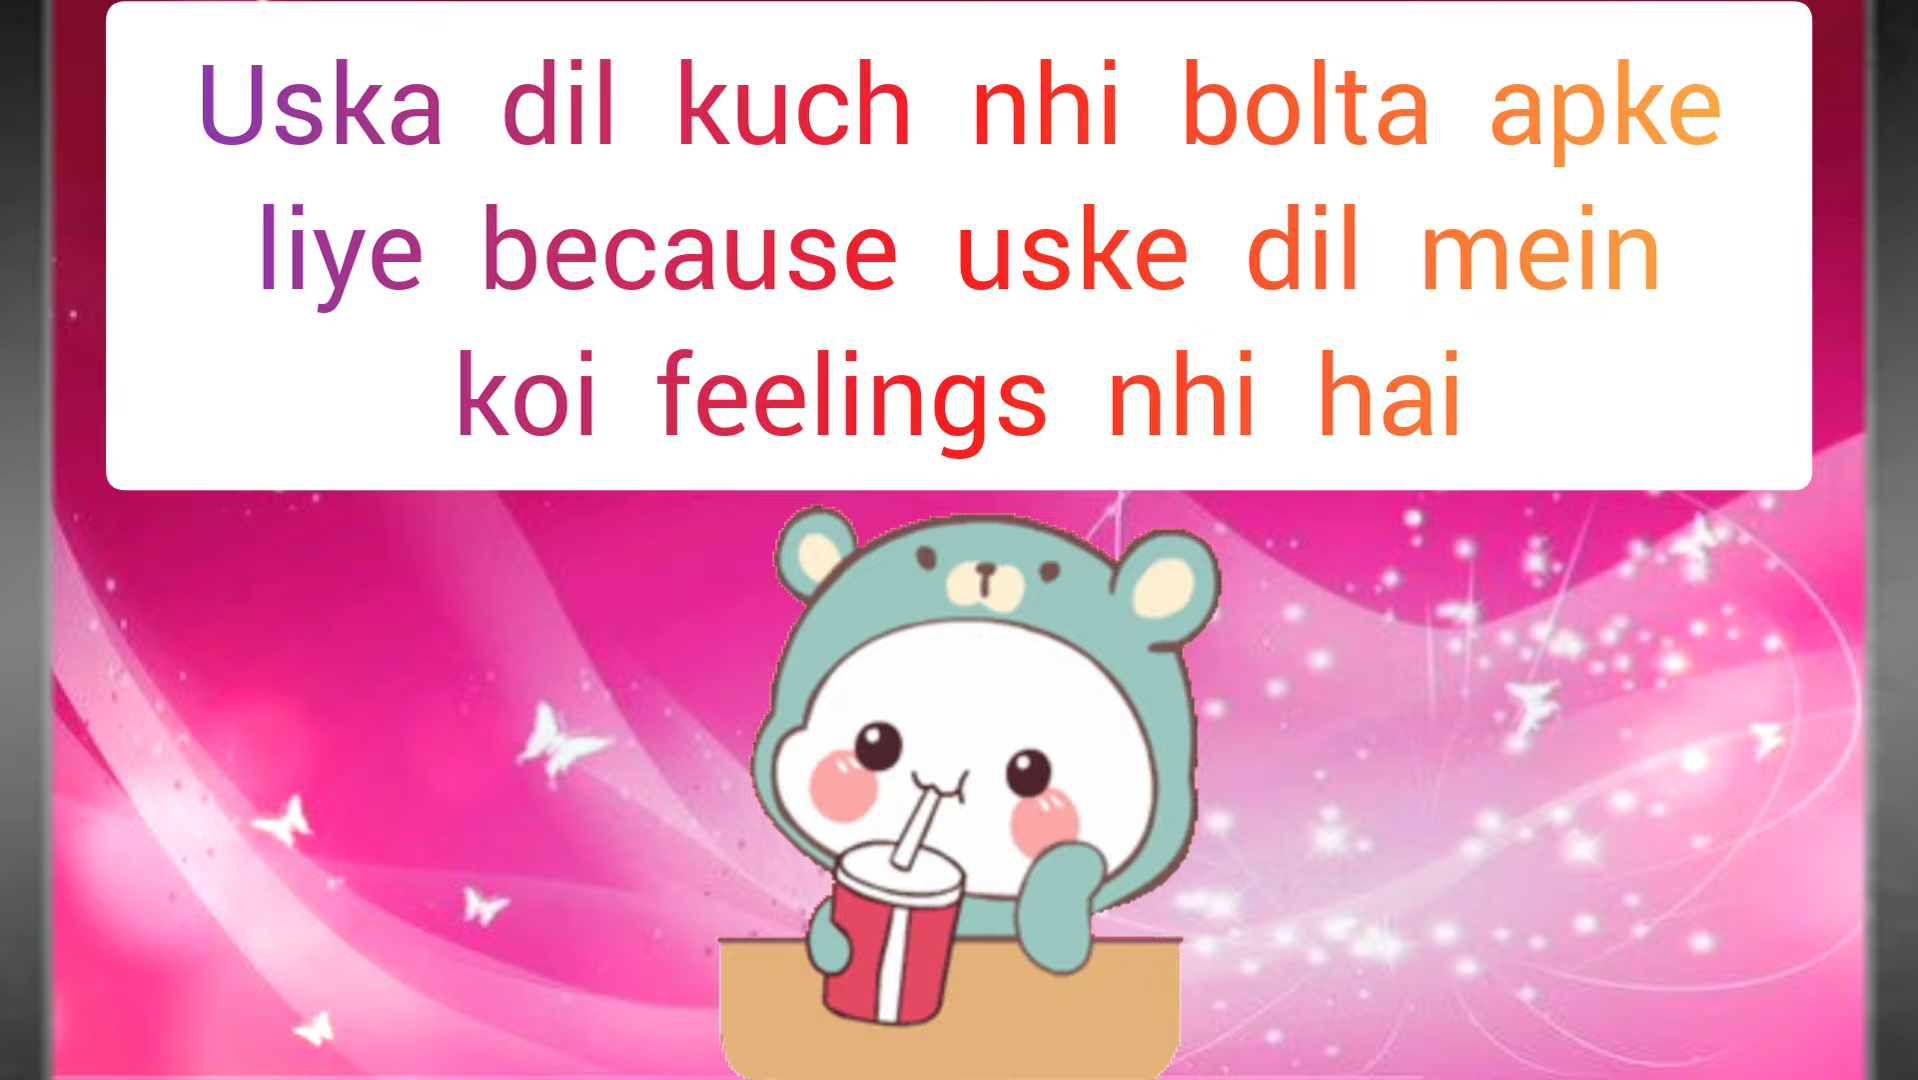 Uska dil kuch nhi bolta apke
liye because uske dil mein
koi feelings nhi hai